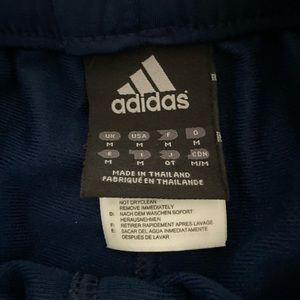 adidas
UK USA F D
M M M M
E I J CDN
M M OT M/M
MADE IN THAILAND
FABRIQUÉ EN THAILANDE
NOT DRYCLEAN
REMOVE IMMEDIATELY
D: NACH DEM WASCHEN SOFORT
HERAUSNEHMEN
F: RETIRER RAPIDEMENT APRES LAVAGE
E: SACAR DEL AGUA INMEDIATAMENTE
DESPUÉS DE LAVAR